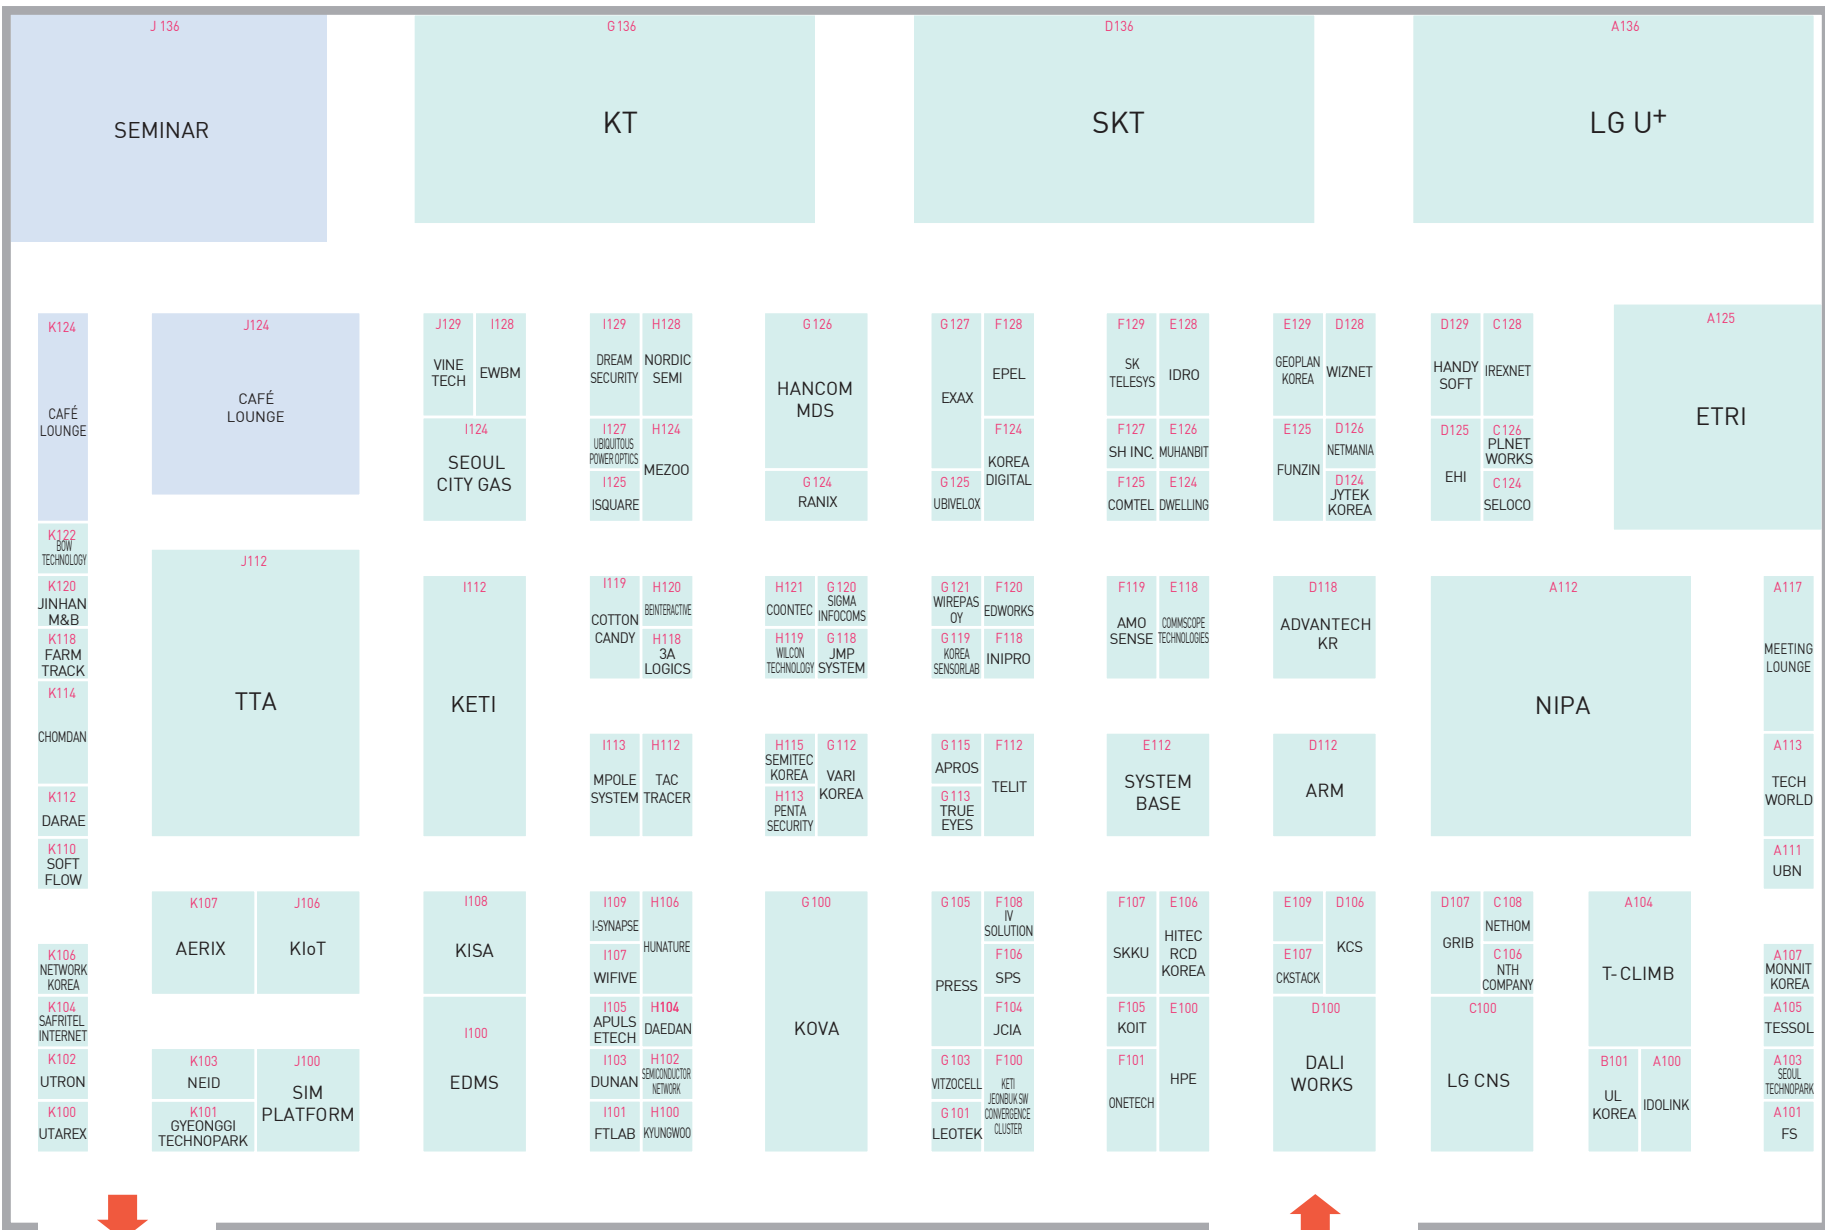 J 136
SEMINAR
G136
KT
D136
SKT
A136
LG U+
K124
CAFÉ
LOUNGE
J124
CAFÉ
LOUNGE
J129
VINE
TECH
I128
EWBM
I124
SEOUL
CITY GAS
I129
DREAM
SECURITY
H128
NORDIC
SEMI
I127
UBIQUITOUS
POWER OPTICS
H124
MEZOO
I125
ISQUARE
G126
HANCOM
MDS
G124
RANIX
G127
EXAX
F128
EPEL
F124
KOREA
DIGITAL
G125
UBIVELOX
F129
SK
TELESYS
E128
IDRO
F127
SH INC.
E126
MUHANBIT
F125
COMTEL
E124
DWELLING
E129
GEOPLAN
KOREA
D128
WIZNET
E125
FUNZIN
D126
NETMANIA
D124
JYTEK
KOREA
D129
HANDY
SOFT
C128
IREXNET
D125
EHI
C126
PLNET
WORKS
C124
SELOCO
A125
ETRI
K122
BOW
TECHNOLOGY
K120
JINHAN
M&B
K118
FARM
TRACK
K114
CHOMDAN
K112
DARAE
K110
SOFT
FLOW
J112
TTA
I112
KETI
I119
COTTON
CANDY
H120
BEINTERACTIVE
H118
3A
LOGICS
H121
COONTEC
G120
SIGMA
INFOCOMS
H119
WILCON
TECHNOLOGY
G118
JMP
SYSTEM
G121
WIREPAS
OY
F120
EDWORKS
G119
KOREA
SENSORLAB
F118
INIPRO
F119
AMO
SENSE
E118
COMMSCOPE
TECHNOLOGIES
D118
ADVANTECH
KR
A112
NIPA
A117
MEETING
LOUNGE
I113
MPOLE
SYSTEM
H112
TAC
TRACER
H115
SEMITEC
KOREA
G112
VARI
KOREA
H113
PENTA
SECURITY
G115
APROS
F112
TELIT
G113
TRUE
EYES
E112
SYSTEM
BASE
D112
ARM
A113
TECH
WORLD
A111
UBN
K107
AERIX
J106
KIoT
I108
KISA
I109
I-SYNAPSE
H106
HUNATURE
I107
WIFIVE
G100
KOVA
G105
PRESS
F108
IV
SOLUTION
F106
SPS
F104
JCIA
F107
SKKU
E106
HITEC
RCD
KOREA
E109
D106
KCS
E107
CKSTACK
D107
GRIB
C108
NETHOM
C106
NTH
COMPANY
A104
T-CLIMB
A107
MONNIT
KOREA
K106
NETWORK
KOREA
K104
SAFRITEL
INTERNET
K102
UTRON
K100
UTAREX
K103
NEID
K101
GYEONGGI
TECHNOPARK
J100
SIM
PLATFORM
I100
EDMS
I105
APULS
ETECH
H104
DAEDAN
I103
DUNAN
H102
SEMICONDUCTOR
NETWORK
I101
FTLAB
H100
KYUNGWOO
G103
VITZOCELL
G101
LEOTEK
F100
KETI
JEONBUK SW
CONVERGENCE
CLUSTER
F105
KOIT
F101
ONETECH
E100
HPE
D100
DALI
WORKS
C100
LG CNS
B101
UL
KOREA
A100
IDOLINK
A105
TESSOL
A103
SEOUL
TECHNOPARK
A101
FS